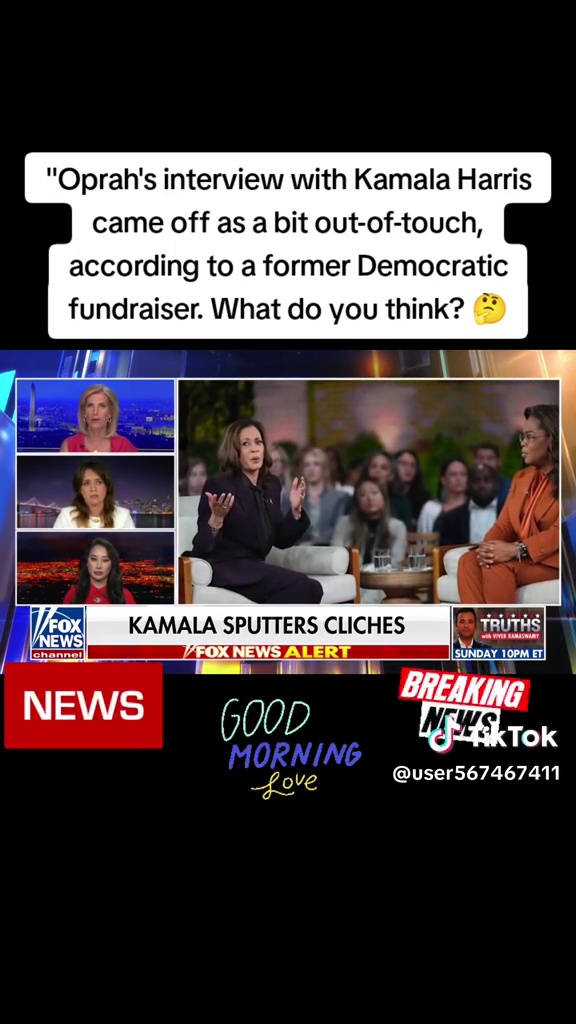 "Oprah's interview with Kamala Harris
came off as a bit out-of-touch,
according to a former Democratic
fundraiser. What do you think? 🤔
KAMALA SPUTTERS CLICHES
FOX
NEWS
channel
FOX NEWS ALERT
TRUTHS
with VIVEK RAMASWAMY
SUNDAY 10PM ET
NEWS
GOOD
MORNING
Love
BREAKING
NEWS
TikTok
@user567467411